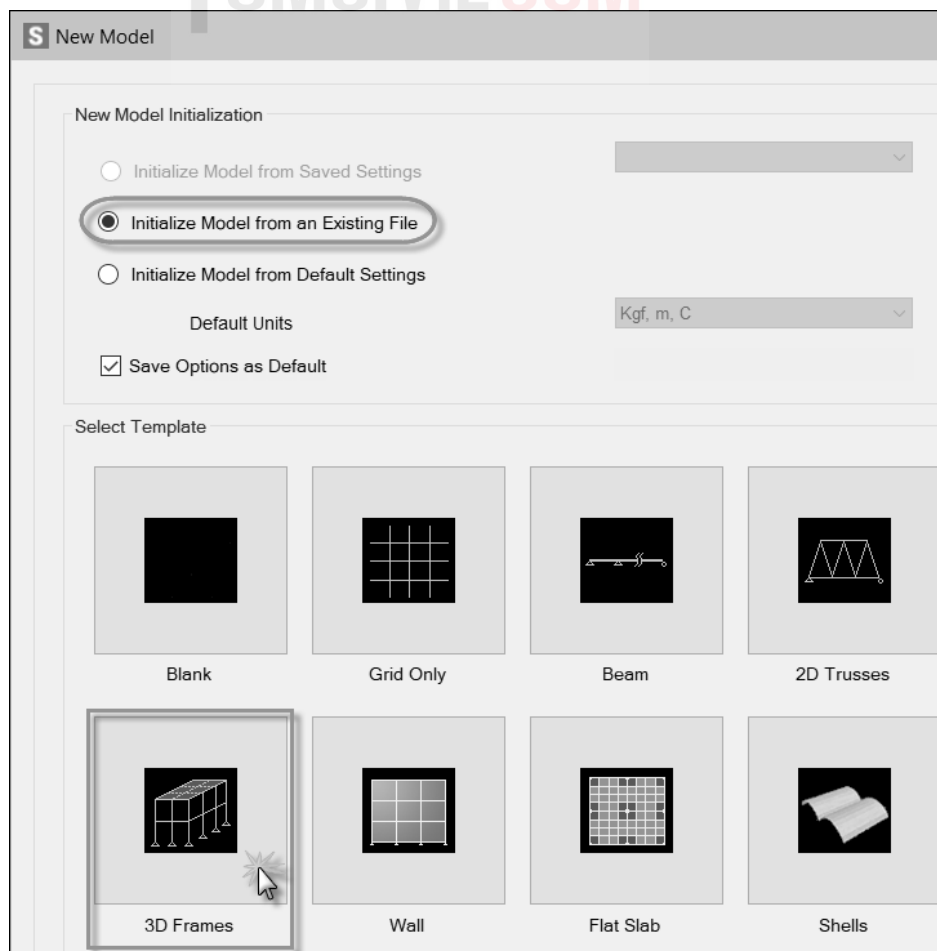 S New Model
New Model Initialization
Initialize Model from Saved Settings
Initialize Model from an Existing File
Initialize Model from Default Settings
Default Units
Kgf, m, C
Save Options as Default
Select Template
Blank
Grid Only
Beam
2D Trusses
3D Frames
Wall
Flat Slab
Shells